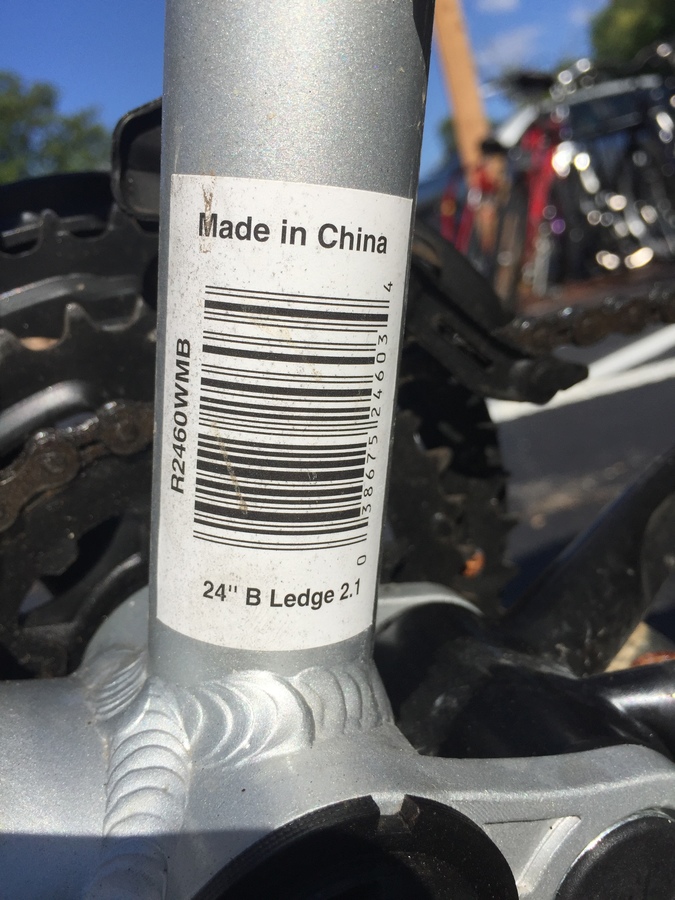 Made in China
R2460WMB
0 38675 24603 4
24" B Ledge 2.1